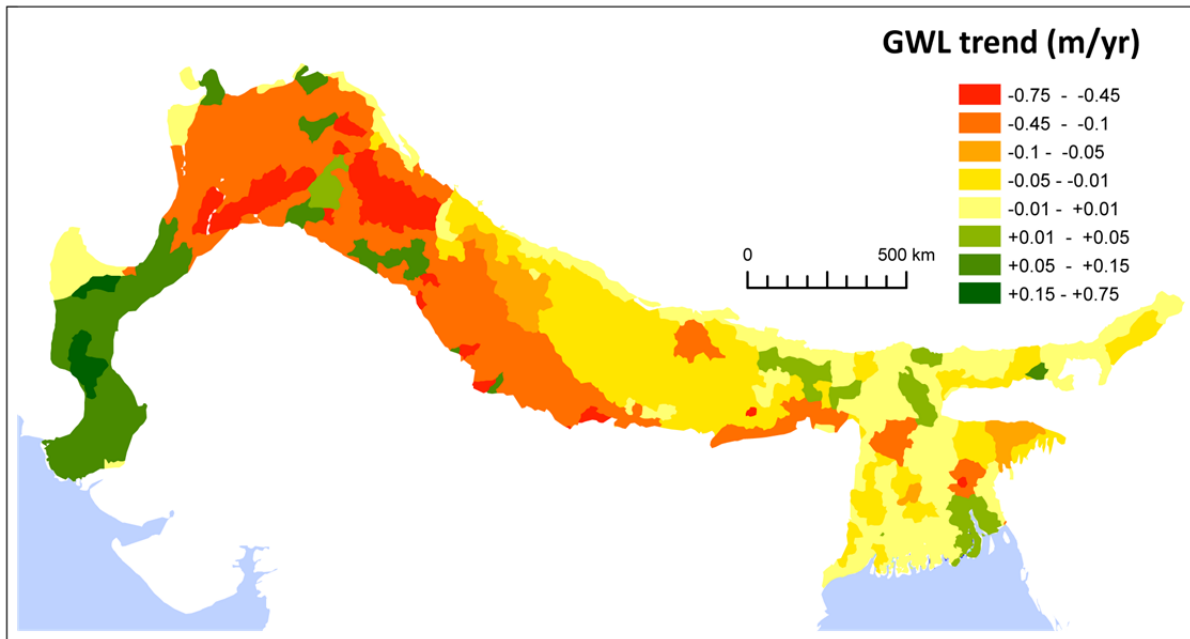 GWL trend (m/yr)
-0.75 - -0.45
-0.45 - -0.1
-0.1 - -0.05
-0.05 - -0.01
-0.01 - +0.01
+0.01 - +0.05
+0.05 - +0.15
+0.15 - +0.75
0 500 km